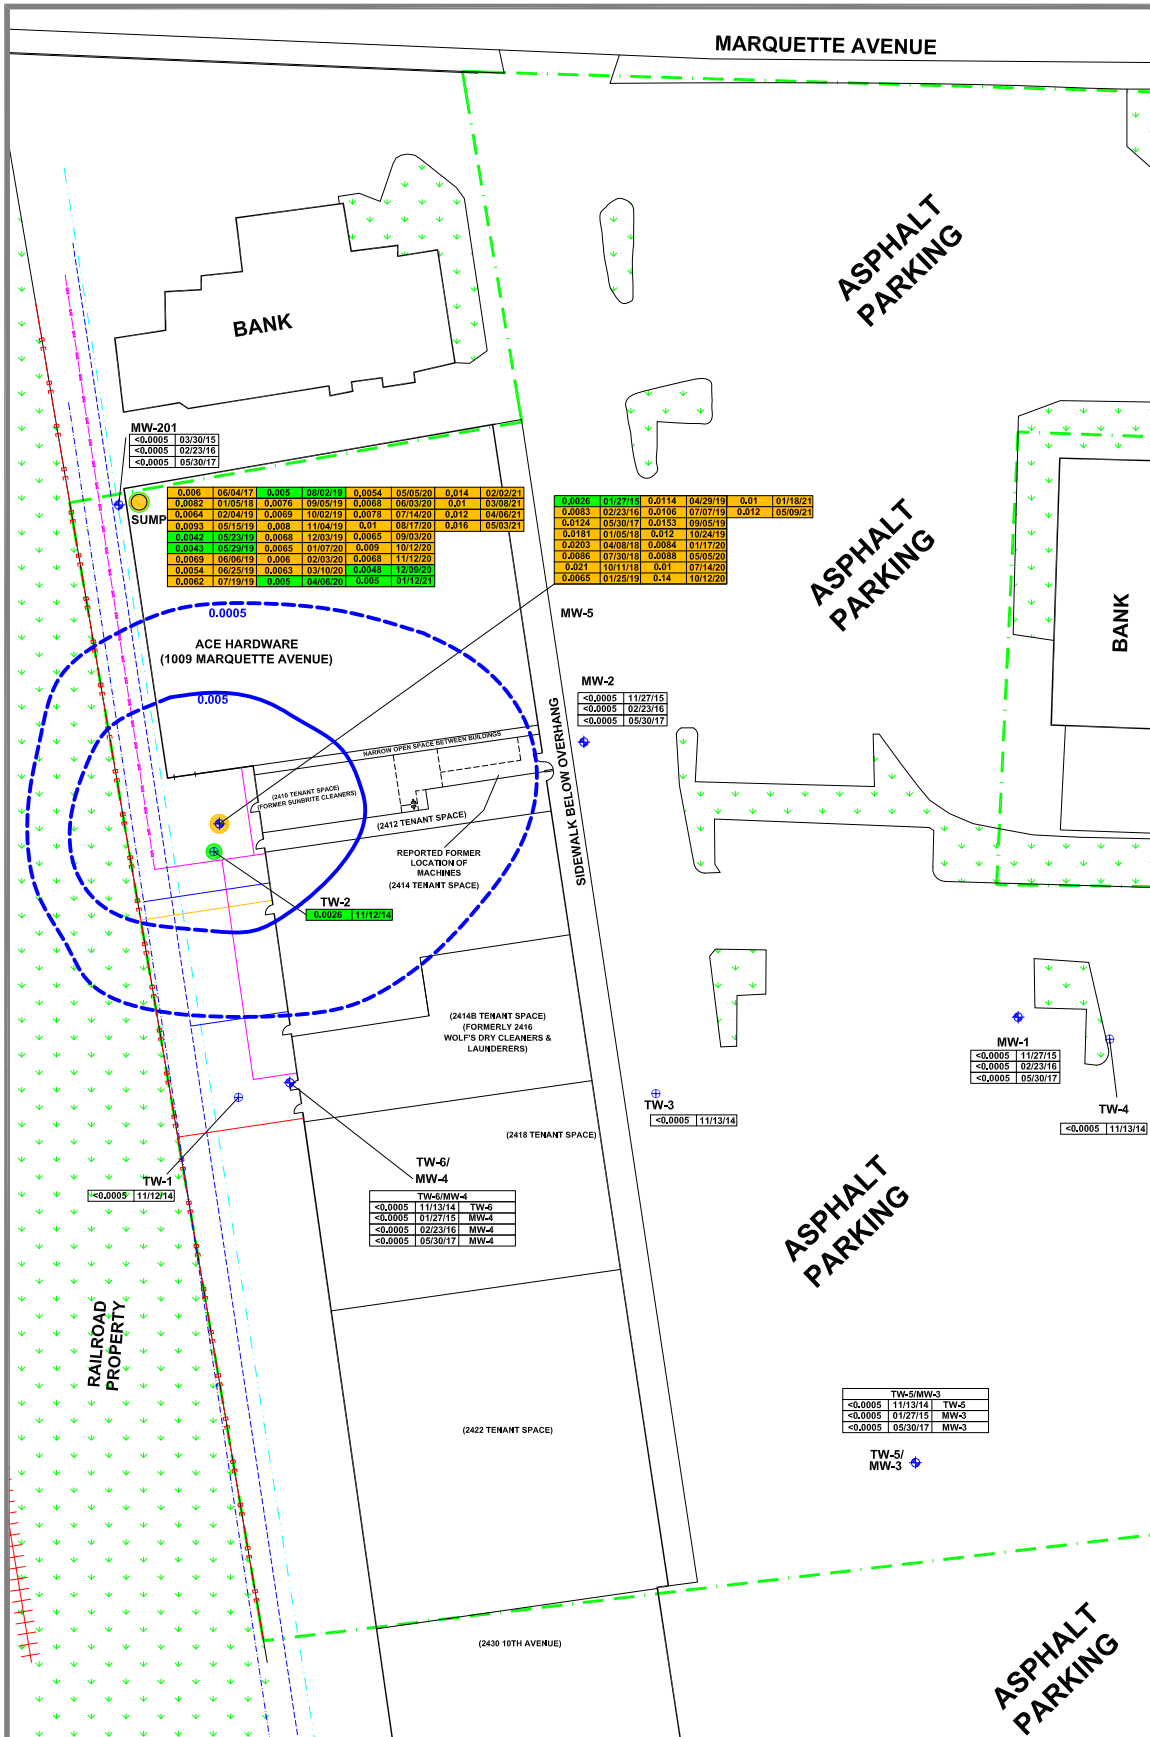 MARQUETTE AVENUE
ASPHALT
PARKING
BANK
MW-201
<0.0005 03/30/15
<0.0005 02/23/16
<0.0005 05/30/17
SUMP
0.006 06/04/17 0.005 08/02/19 0.0054 05/05/20 0.014 02/02/21
0.0082 01/05/18 0.0076 09/05/19 0.0068 06/03/20 0.01 03/08/21
0.0064 02/04/19 0.0069 10/02/19 0.0078 07/14/20 0.012 04/06/21
0.0093 05/15/19 0.008 11/04/19 0.01 08/17/20 0.016 05/03/21
0.0042 05/23/19 0.0068 12/03/19 0.0065 09/03/20
0.0043 05/29/19 0.0065 01/07/20 0.009 10/12/20
0.0069 06/06/19 0.006 02/03/20 0.0068 11/12/20
0.0054 06/25/19 0.0063 03/10/20 0.0048 12/09/20
0.0062 07/19/19 0.005 04/06/20 0.005 01/12/21
0.0026 01/27/15 0.0114 04/29/19 0.01 01/18/21
0.0083 02/23/16 0.0106 07/07/19 0.012 05/09/21
0.0124 05/30/17 0.0153 09/05/19
0.0181 01/05/18 0.012 10/24/19
0.0203 04/08/18 0.0084 01/17/20
0.0086 07/30/18 0.0088 05/05/20
0.021 10/11/18 0.01 07/14/20
0.0065 01/25/19 0.14 10/12/20
MW-5
ASPHALT
PARKING
BANK
0.0005
ACE HARDWARE
(1009 MARQUETTE AVENUE)
0.005
MW-2
<0.0005 11/27/15
<0.0005 02/23/16
<0.0005 05/30/17
SIDEWALK BELOW OVERHANG
NARROW OPEN SPACE BETWEEN BUILDINGS
(2410 TENANT SPACE)
(FORMER SUNBRITE CLEANERS)
(2412 TENANT SPACE)
REPORTED FORMER
LOCATION OF
MACHINES
(2414 TENANT SPACE)
TW-2
0.0026 11/12/14
(2414B TENANT SPACE)
(FORMERLY 2416
WOLF'S DRY CLEANERS &
LAUNDERERS)
MW-1
<0.0005 11/27/15
<0.0005 02/23/16
<0.0005 05/30/17
TW-3
<0.0005 11/13/14
TW-4
<0.0005 11/13/14
(2418 TENANT SPACE)
TW-1
<0.0005 11/12/14
TW-6/
MW-4
TW-6/MW-4
<0.0005 11/13/14 TW-6
<0.0005 01/27/15 MW-4
<0.0005 02/23/16 MW-4
<0.0005 05/30/17 MW-4
ASPHALT
PARKING
RAILROAD
PROPERTY
(2422 TENANT SPACE)
TW-5/MW-3
<0.0005 11/13/14 TW-5
<0.0005 01/27/15 MW-3
<0.0005 05/30/17 MW-3
TW-5/
MW-3
(2430 10TH AVENUE)
ASPHALT
PARKING